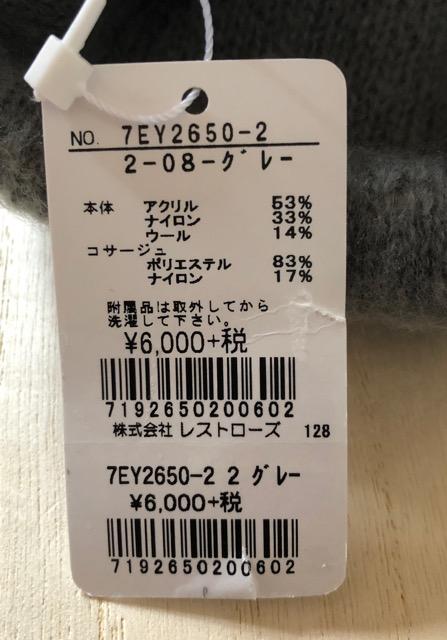 NO. 7EY2650-2
2-08-グレー
本体 アクリル 53%
ナイロン 33%
ウール 14%
コサージュ
ポリエステル 83%
ナイロン 17%
附属品は取外してから
洗濯して下さい。
¥6,000+税
7192650200602
株式会社レストローズ 128
7EY2650-2 2 グレー
¥6,000+税
7192650200602